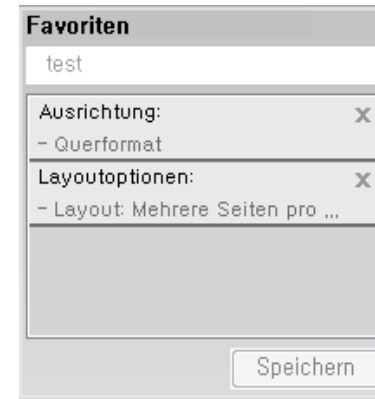 Favoriten
test
Ausrichtung:
- Querformat
Layoutoptionen:
- Layout: Mehrere Seiten pro ...
Speichern